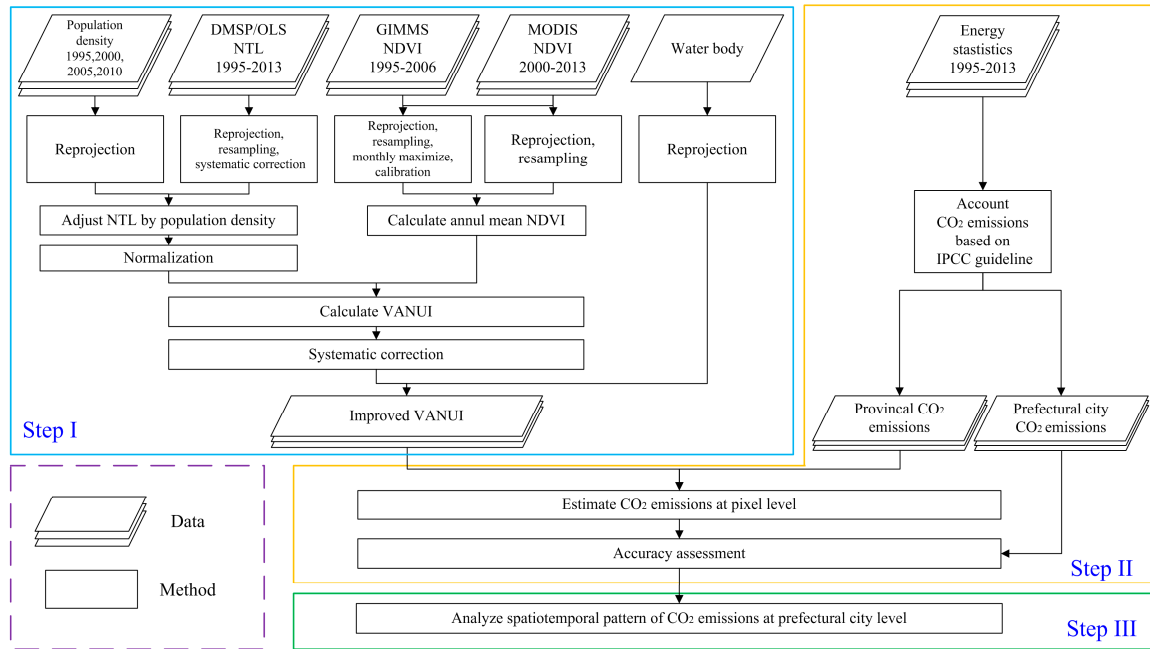 Population
density
1995,2000,
2005,2010
DMSP/OLS
NTL
1995-2013
GIMMS
NDVI
1995-2006
MODIS
NDVI
2000-2013
Water body
Energy
stastistics
1995-2013
Reprojection
Reprojection,
resampling,
systematic correction
Reprojection,
resampling,
monthly maximize,
calibration
Reprojection,
resampling
Reprojection
Adjust NTL by population density
Calculate annul mean NDVI
Normalization
Account
CO₂ emissions
based on
IPCC guideline
Calculate VANUI
Systematic correction
Improved VANUI
Step I
Provincal CO₂
emissions
Prefectural city
CO₂ emissions
Data
Method
Estimate CO₂ emissions at pixel level
Accuracy assessment
Step II
Analyze spatiotemporal pattern of CO₂ emissions at prefectural city level
Step III